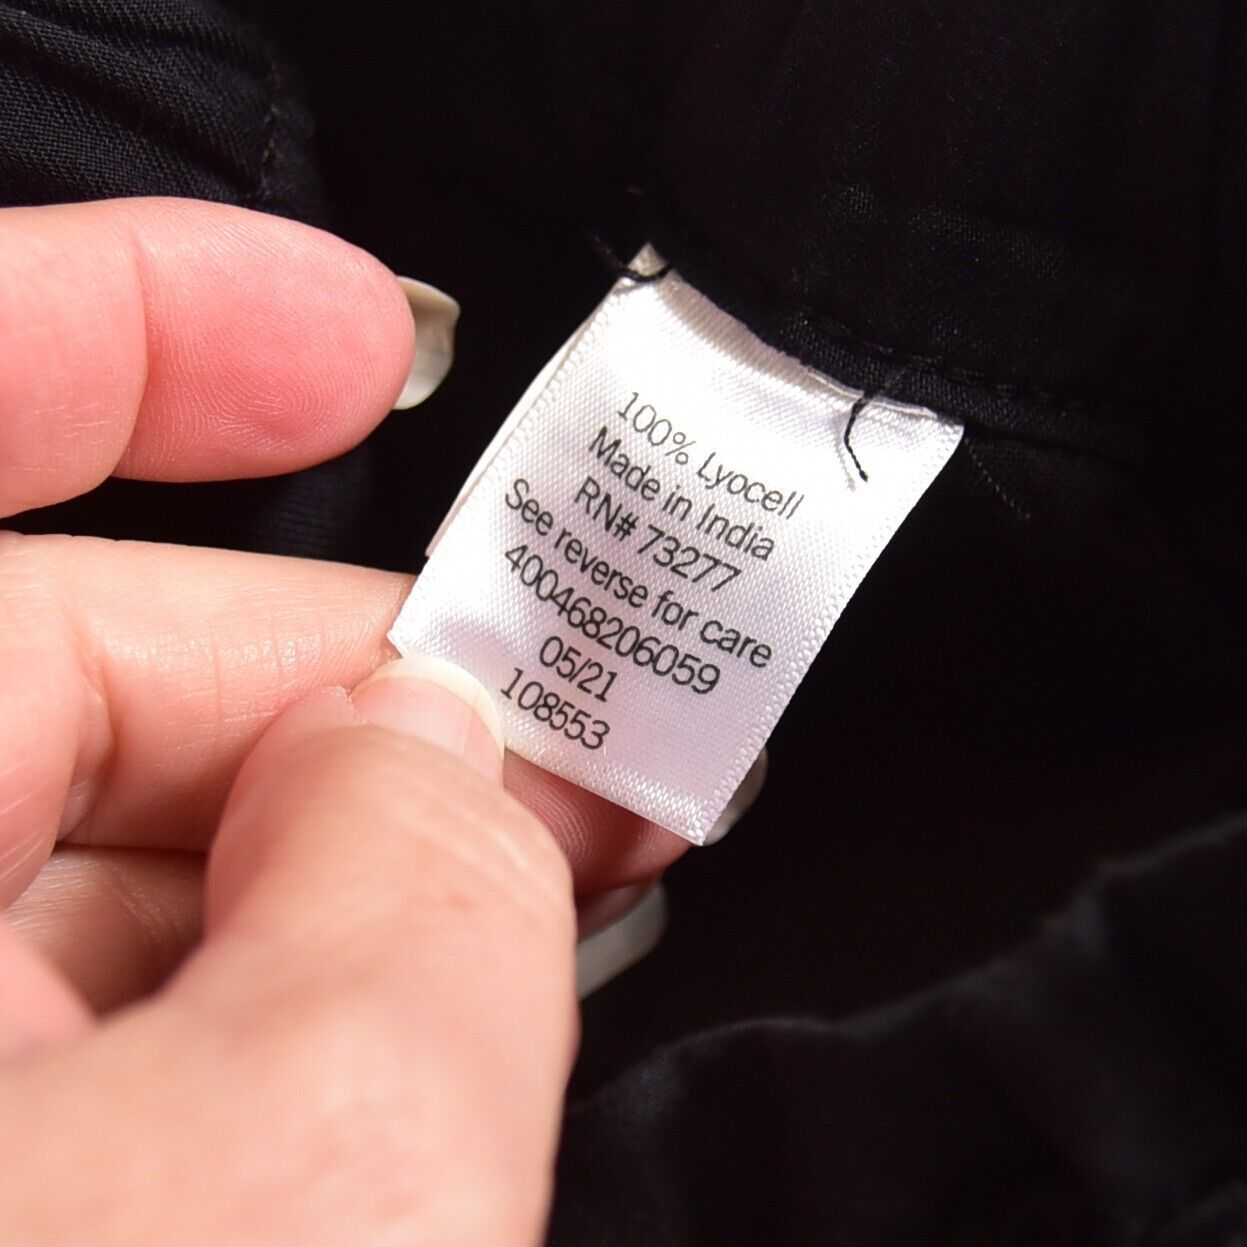 100% Lyocell
Made in India
RN# 73277
See reverse for care
400468206059
05/21
108553